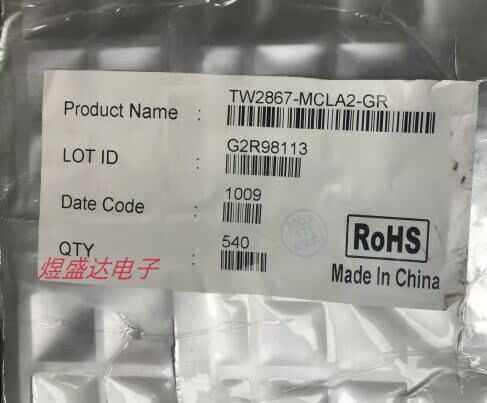 Product Name : TW2867-MCLA2-GR
LOT ID : G2R98113
Date Code : 1009
QTY : 540
煜盛达电子
RoHS
Made In China